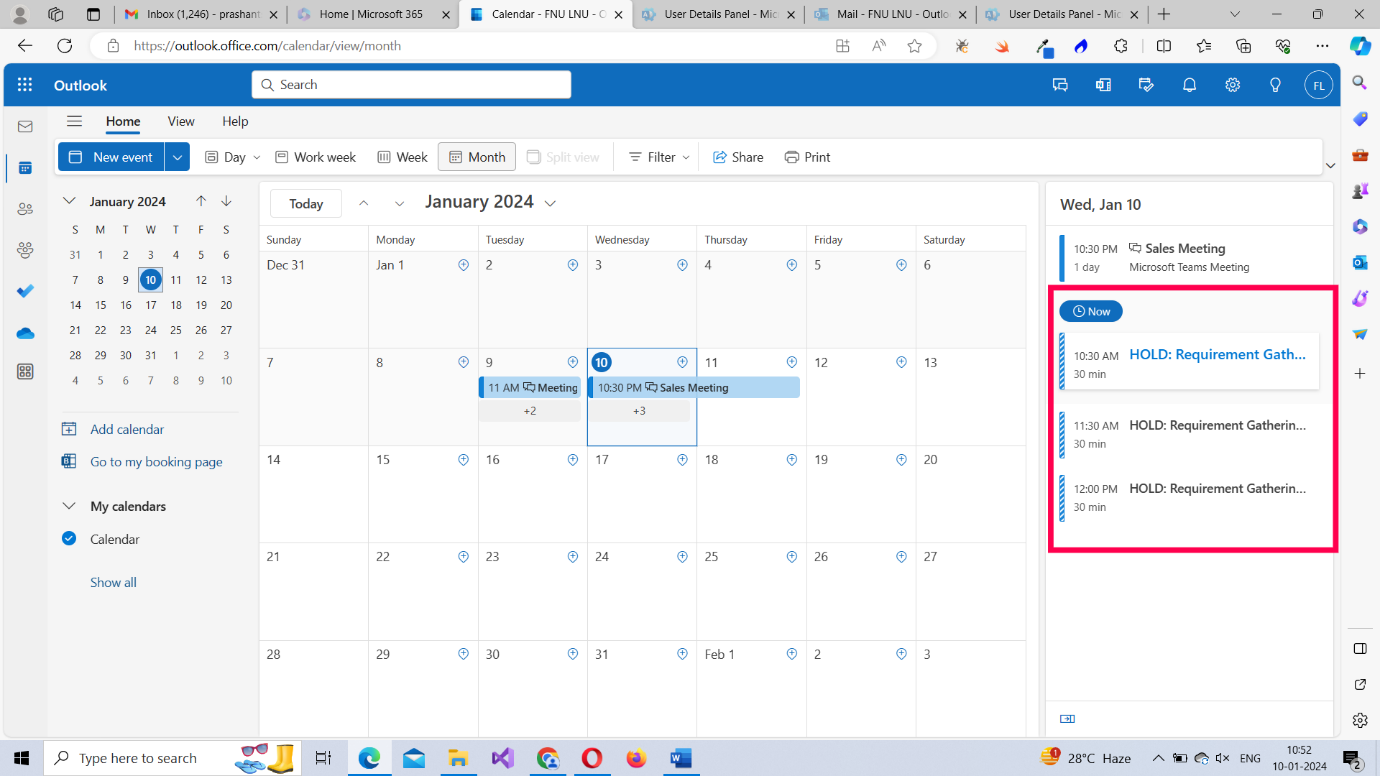 Inbox (1,246) - prashant
Home | Microsoft 365
Calendar - FNU LNU - O
User Details Panel - Mic
Mail - FNU LNU - Outlo
User Details Panel - Mic
https://outlook.office.com/calendar/view/month
Outlook
Search
FL
Home View Help
New event
Day
Work week
Week
Month
Split view
Filter
Share
Print
January 2024
S M T W T F S
31 1 2 3 4 5 6
7 8 9 10 11 12 13
14 15 16 17 18 19 20
21 22 23 24 25 26 27
28 29 30 31 1 2 3
4 5 6 7 8 9 10
Add calendar
Go to my booking page
My calendars
Calendar
Show all
Today
January 2024
Sunday Monday Tuesday Wednesday Thursday Friday Saturday
Dec 31 Jan 1 2 3 4 5 6
7 8 9 10 11 12 13
11 AM Meeting
10:30 PM Sales Meeting
+2 +3
14 15 16 17 18 19 20
21 22 23 24 25 26 27
28 29 30 31 Feb 1 2 3
Wed, Jan 10
10:30 PM Sales Meeting
1 day Microsoft Teams Meeting
Now
10:30 AM HOLD: Requirement Gath...
30 min
11:30 AM HOLD: Requirement Gatherin...
30 min
12:00 PM HOLD: Requirement Gatherin...
30 min
Type here to search
1
28°C Haze
ENG
10:52
10-01-2024
2